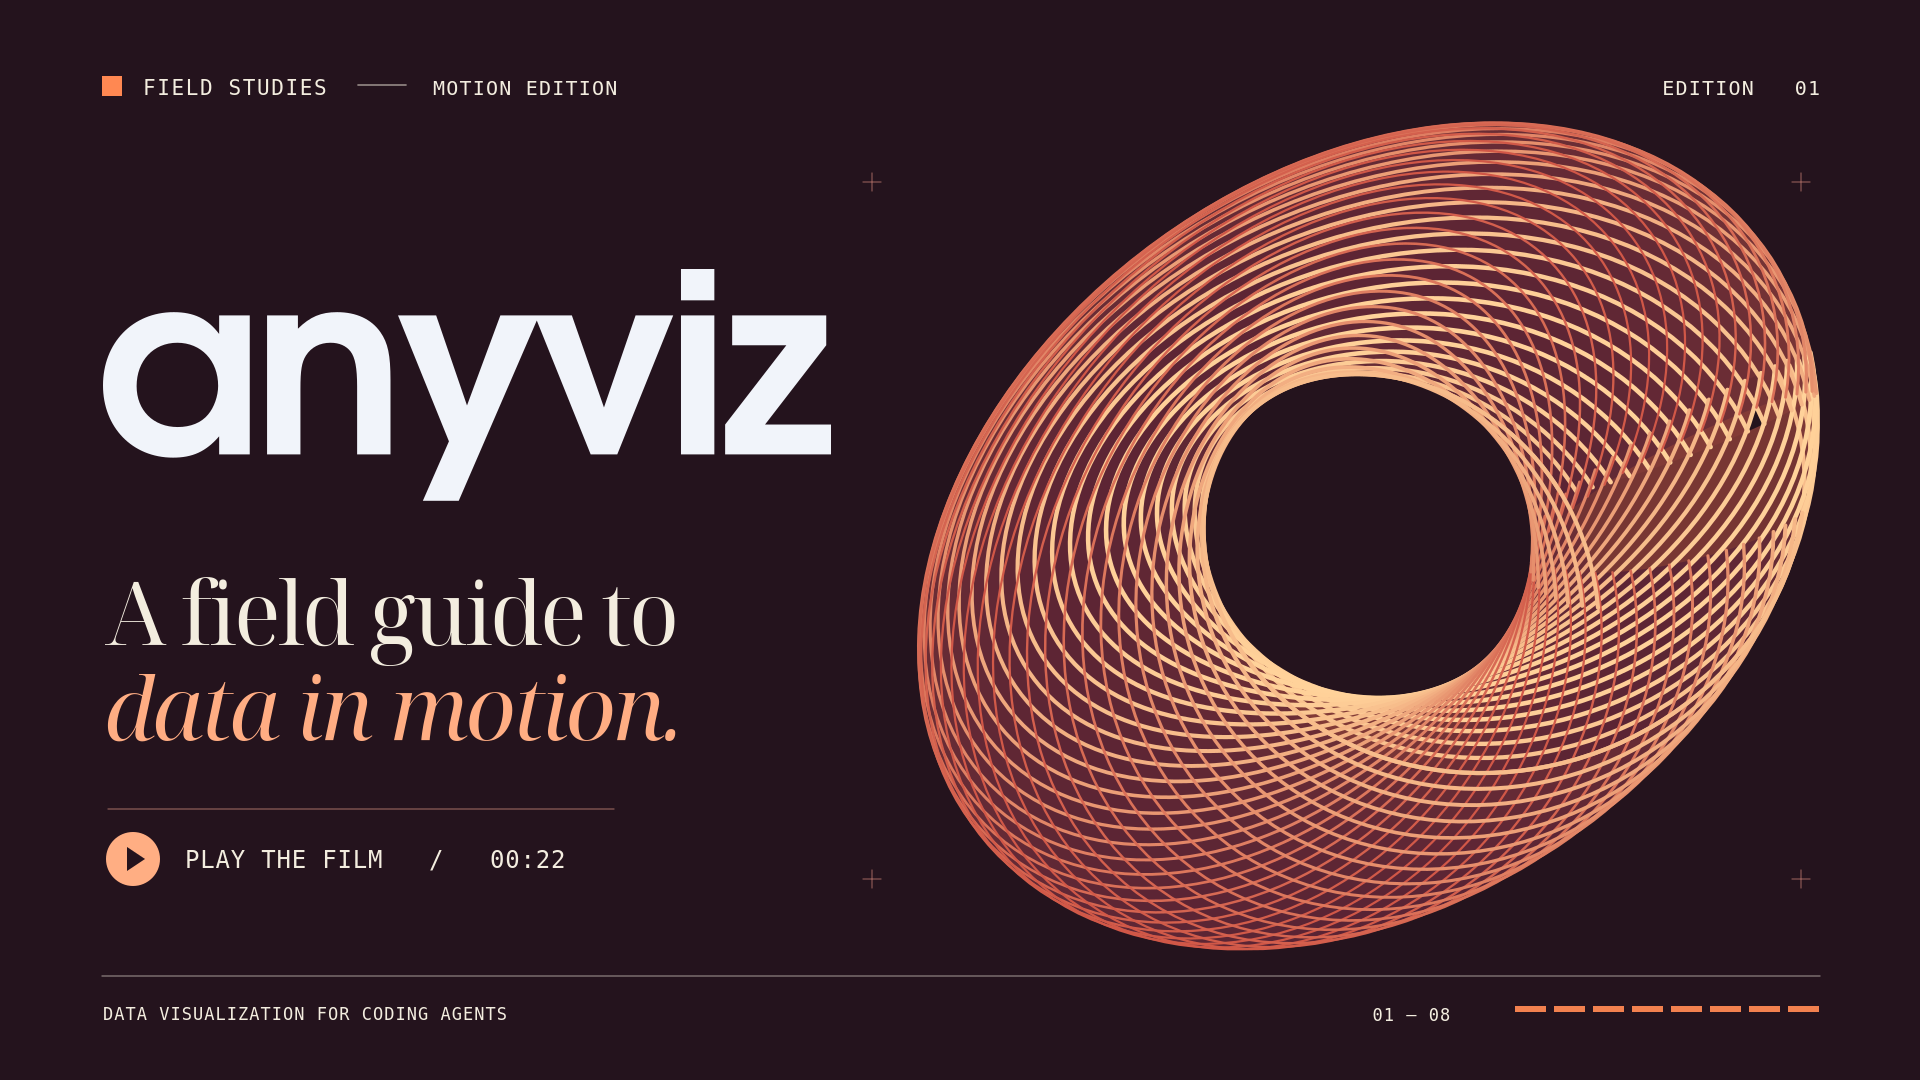 FIELD STUDIES — MOTION EDITION
EDITION 01
anyviz
A field guide to
data in motion.
PLAY THE FILM / 00:22
DATA VISUALIZATION FOR CODING AGENTS
01 — 08